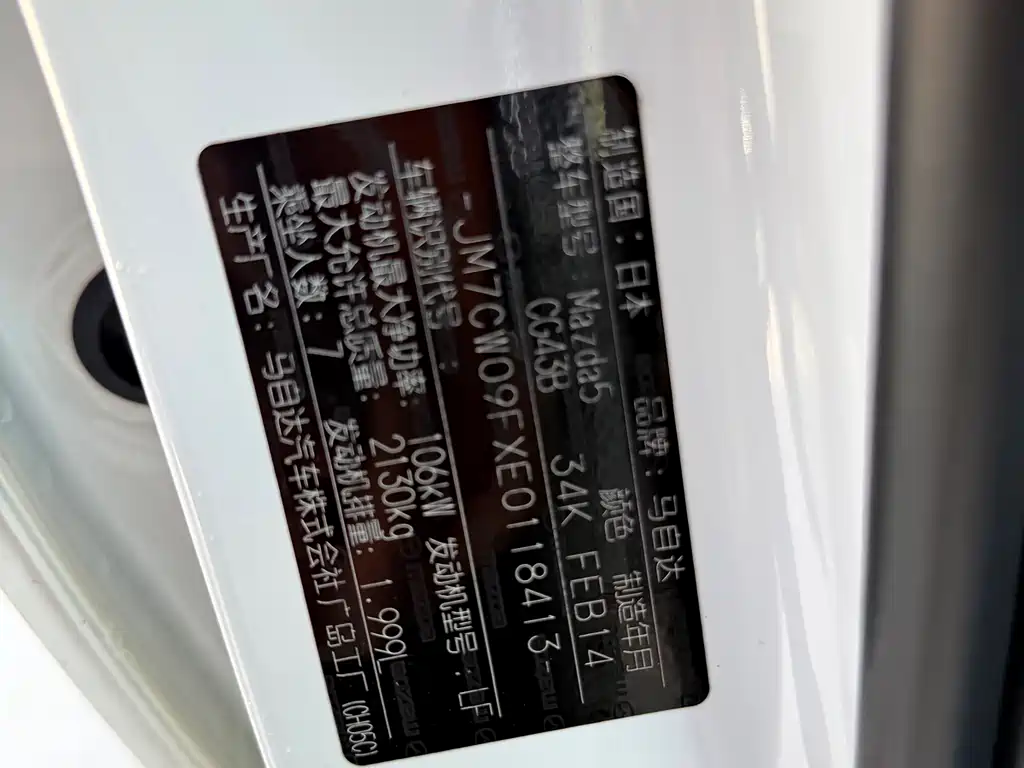 制造国：日本 品牌：马自达
整车型号：Mazda5 颜色 制造年月
CG43B 34K FEB14
-JM7CW09FXE0118413-
车辆识别代号：
发动机最大净功率：106kW 发动机型号：LF
最大允许总质量：2130kg
乘坐人数：7 发动机排量：1.999L
生产厂名：马自达汽车株式会社广岛工厂